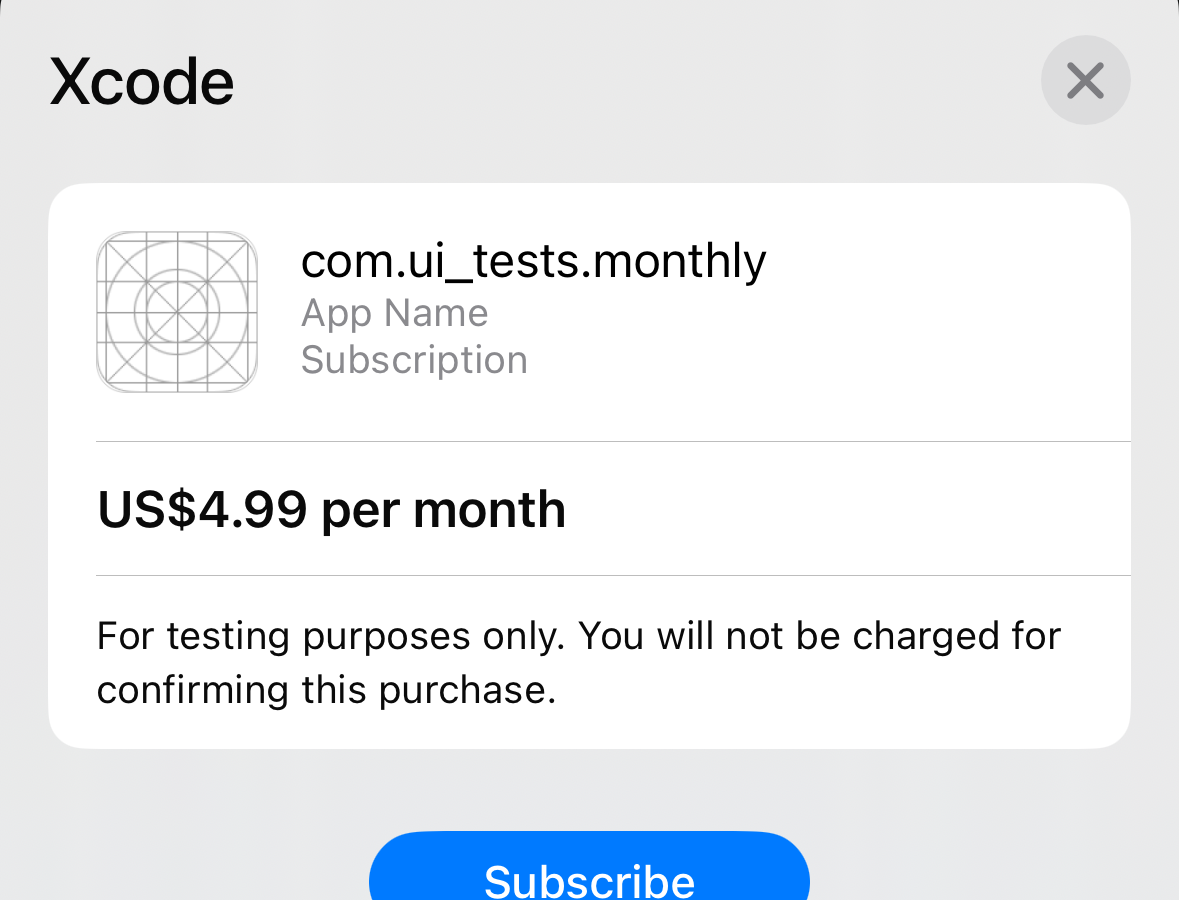 Xcode
com.ui_tests.monthly
App Name
Subscription
US$4.99 per month
For testing purposes only. You will not be charged for
confirming this purchase.
Subscribe